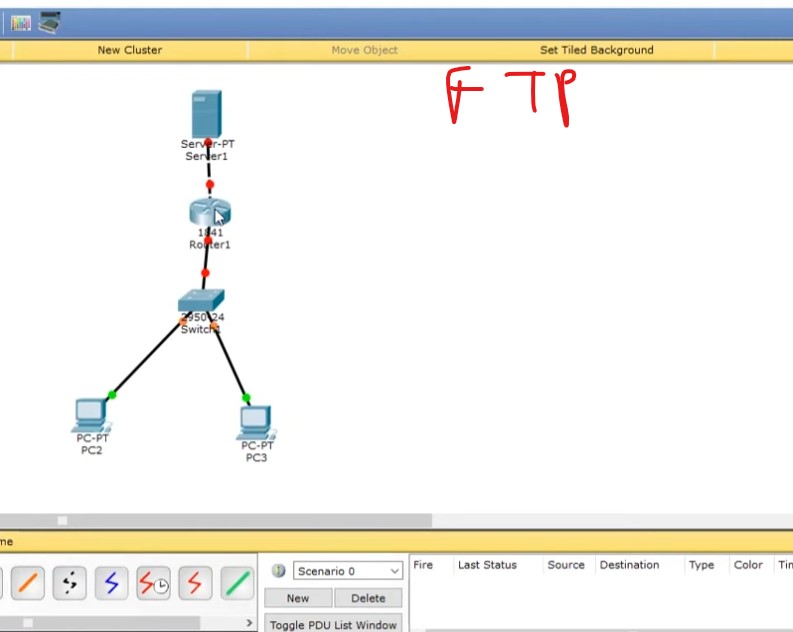 New Cluster Move Object Set Tiled Background
FTP
Server-PT
Server1
1841
Router1
2950-24
Switch1
PC-PT
PC2
PC-PT
PC3
me
Scenario 0
New Delete
Toggle PDU List Window
Fire Last Status Source Destination Type Color Tim